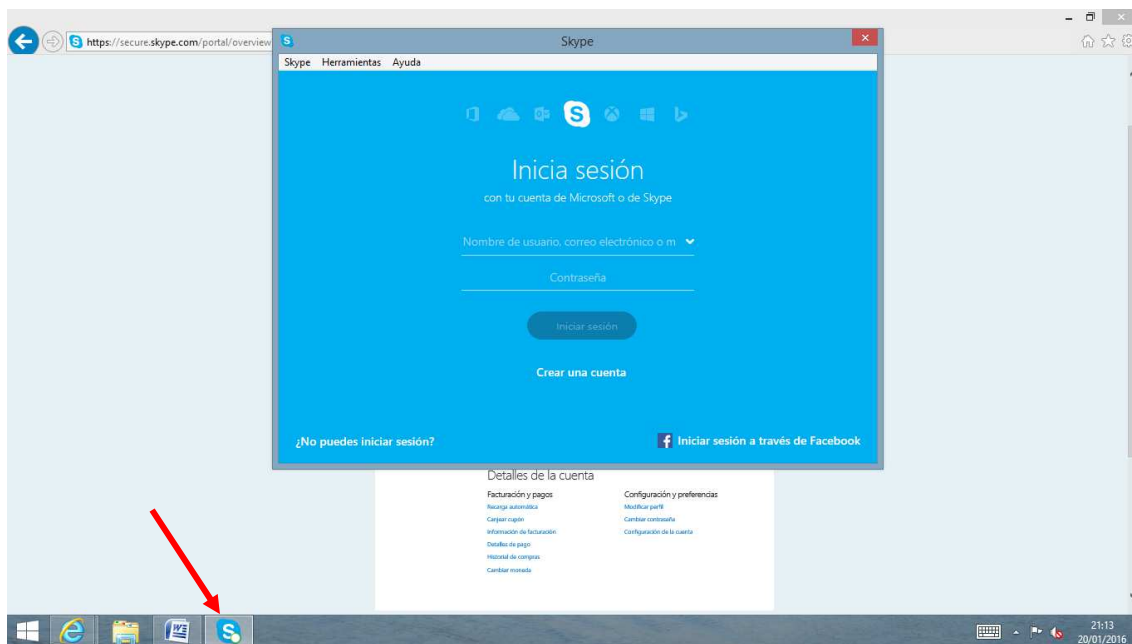 https://secure.skype.com/portal/overview
Skype
Skype Herramientas Ayuda
Inicia sesión
con tu cuenta de Microsoft o de Skype
Nombre de usuario, correo electrónico o m
Contraseña
Iniciar sesión
Crear una cuenta
¿No puedes iniciar sesión?
Iniciar sesión a través de Facebook
Detalles de la cuenta
Facturación y pagos
Recarga automática
Canjear cupón
Información de facturación
Detalles de pago
Historial de compras
Cambiar moneda
Configuración y preferencias
Modificar perfil
Cambiar contraseña
Configuración de la cuenta
21:13
20/01/2016